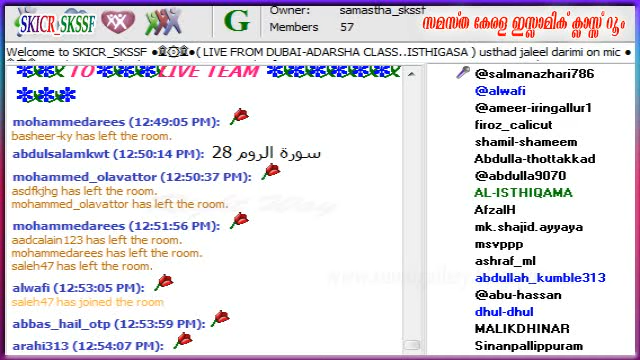 SKICR_SKSSF
G
Owner: samastha_skssf
Members 57
സമസ്ത കേരള ഇസ്ലാമിക് ക്ലാസ്സ് റൂം
Welcome to SKICR_SKSSF ●۩۞۩●( LIVE FROM DUBAI-ADARSHA CLASS..ISTHIGASA ) usthad jaleel darimi on mic ●
TO LIVE TEAM
mohammedarees (12:49:05 PM):
basheer-ky has left the room.
abdulsalamkwt (12:50:14 PM): سورة الروم 28
mohammed_olavattor (12:50:37 PM):
asdfkjhg has left the room.
mohammed_olavattor has left the room.
mohammedarees (12:51:56 PM):
aadcalain123 has left the room.
mohammedarees has left the room.
saleh47 has left the room.
alwafi (12:53:05 PM):
saleh47 has joined the room
abbas_hail_otp (12:53:59 PM):
arahi313 (12:54:07 PM):
@salmanazhari786
@alwafi
@ameer-iringallur1
firoz_calicut
shamil-shameem
Abdulla-thottakkad
@abdulla9070
AL-ISTHIQAMA
AfzalH
mk.shajid.ayyaya
msvppp
ashraf_ml
abdullah_kumble313
@abu-hassan
dhul-dhul
MALIKDHINAR
Sinanpallippuram